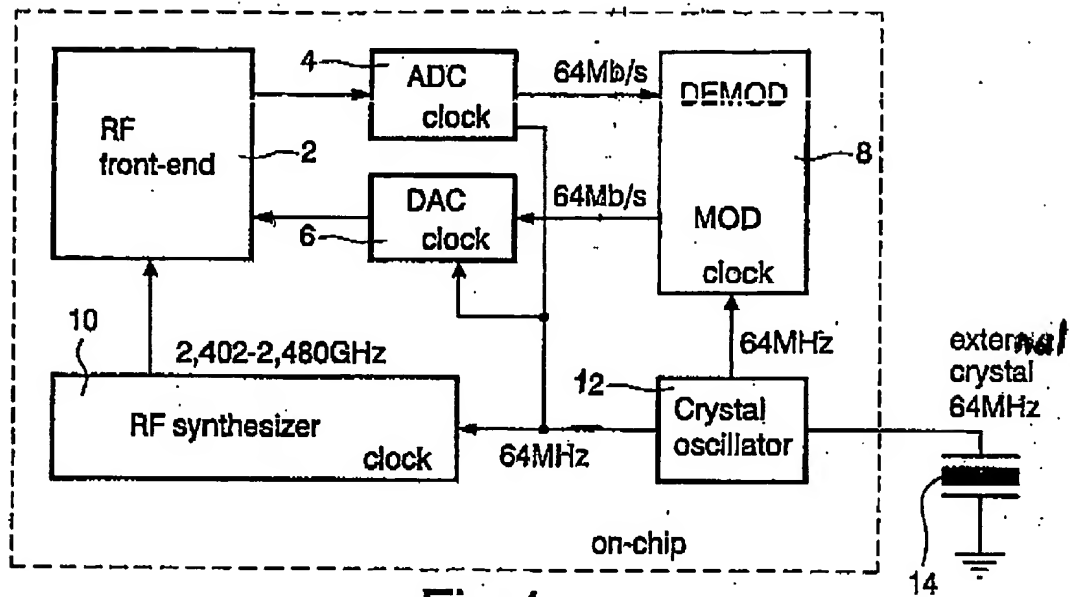 4
ADC
clock
64Mb/s
DEMOD
RF
front-end
2
8
DAC
clock
6
64Mb/s
MOD
clock
10
2,402-2,480GHz
64MHz
external
crystal
64MHz
12
RF synthesizer
clock
64MHz
Crystal
oscillator
on-chip
14